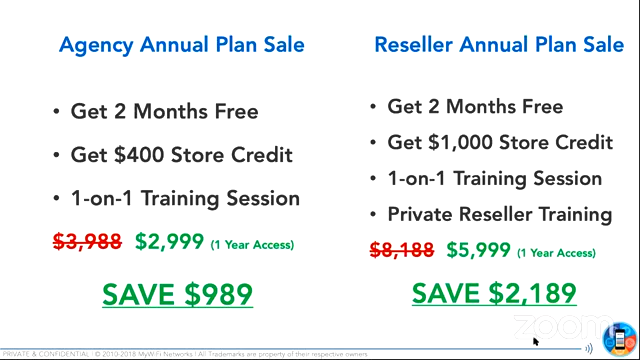 Agency Annual Plan Sale
• Get 2 Months Free
• Get $400 Store Credit
• 1-on-1 Training Session
$3,988 $2,999 (1 Year Access)
SAVE $989
Reseller Annual Plan Sale
• Get 2 Months Free
• Get $1,000 Store Credit
• 1-on-1 Training Session
• Private Reseller Training
$8,188 $5,999 (1 Year Access)
SAVE $2,189
zoom
PRIVATE & CONFIDENTIAL | © 2010-2018 MyWiFi Networks | All Trademarks are property of their respective owners